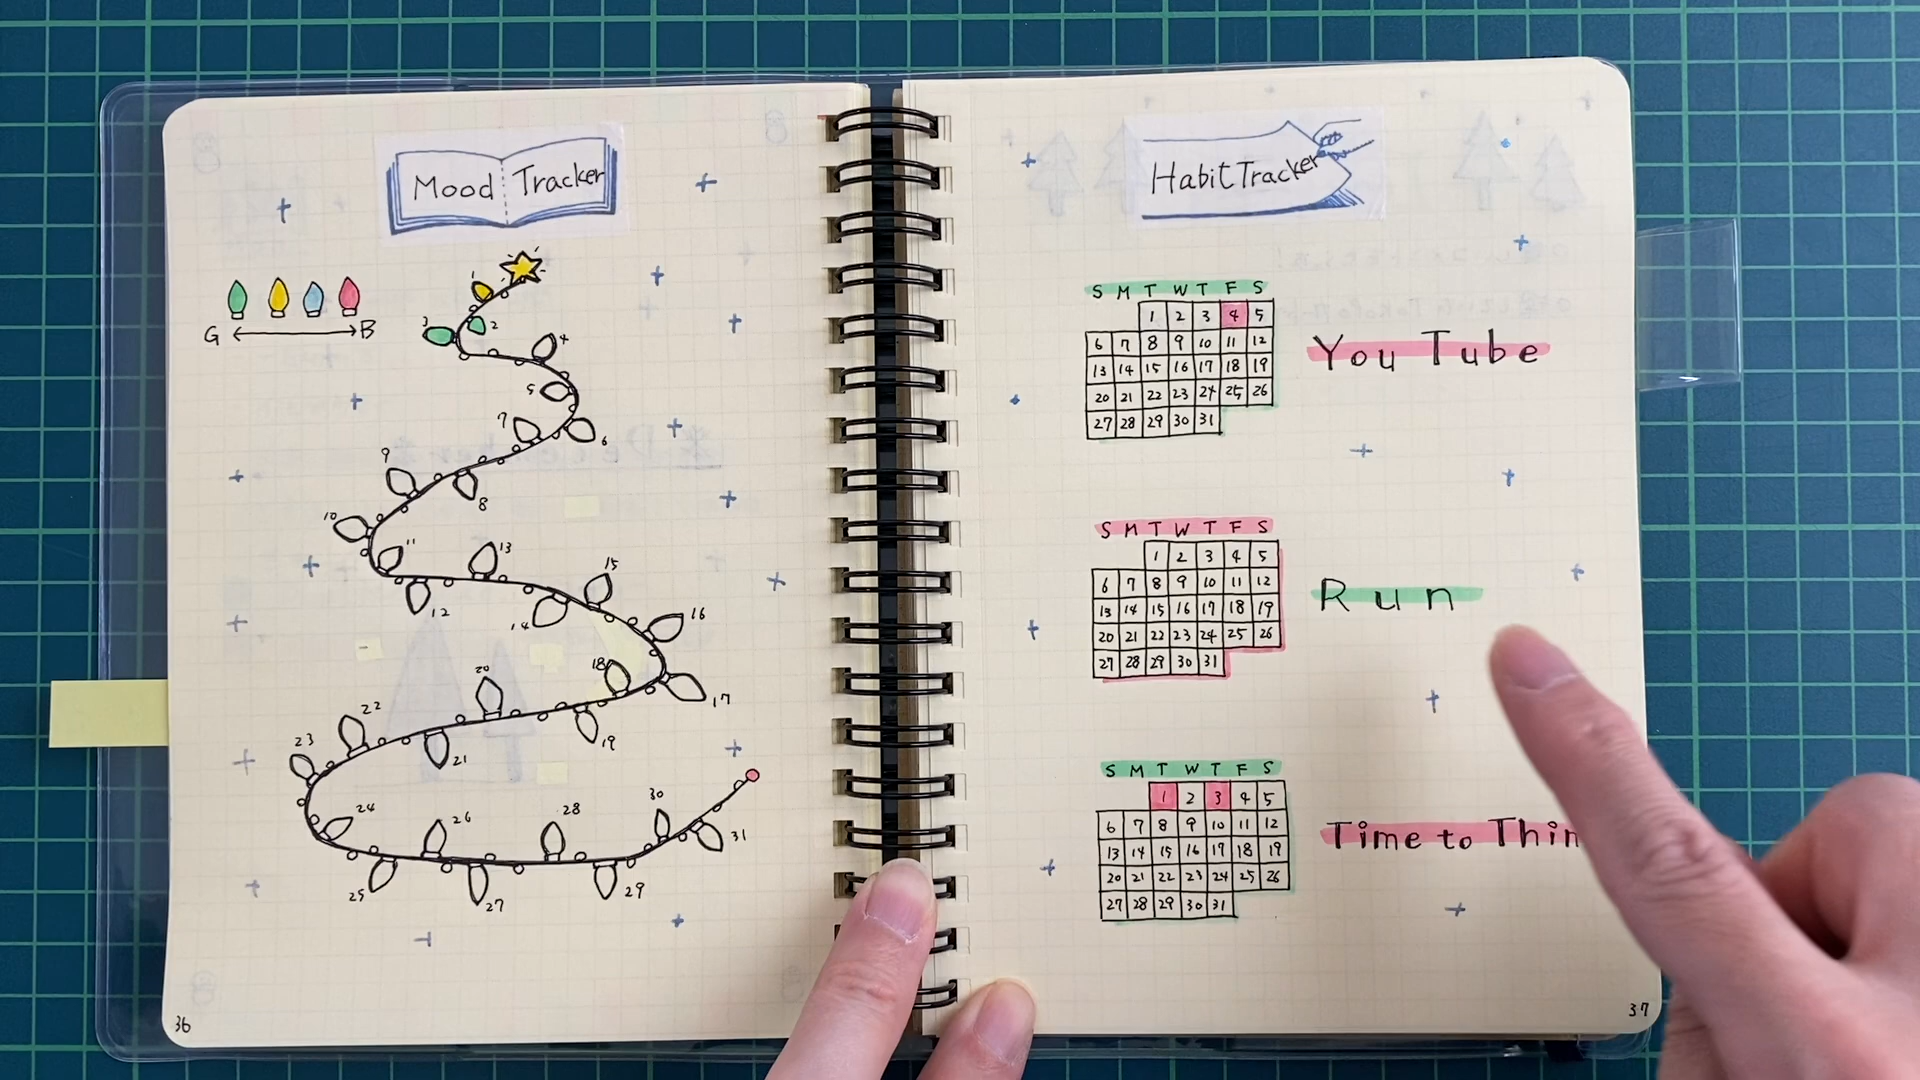 Mood Tracker
G B
1
2
3
4
5
6
7
8
9
10
11
12
13
14
15
16
17
18
19
20
21
22
23
24
25
26
27
28
29
30
31
36
Habit Tracker
S M T W T F S
1 2 3 4 5
6 7 8 9 10 11 12
13 14 15 16 17 18 19
20 21 22 23 24 25 26
27 28 29 30 31
You Tube
S M T W T F S
1 2 3 4 5
6 7 8 9 10 11 12
13 14 15 16 17 18 19
20 21 22 23 24 25 26
27 28 29 30 31
Run
S M T W T F S
1 2 3 4 5
6 7 8 9 10 11 12
13 14 15 16 17 18 19
20 21 22 23 24 25 26
27 28 29 30 31
Time to Thin
37